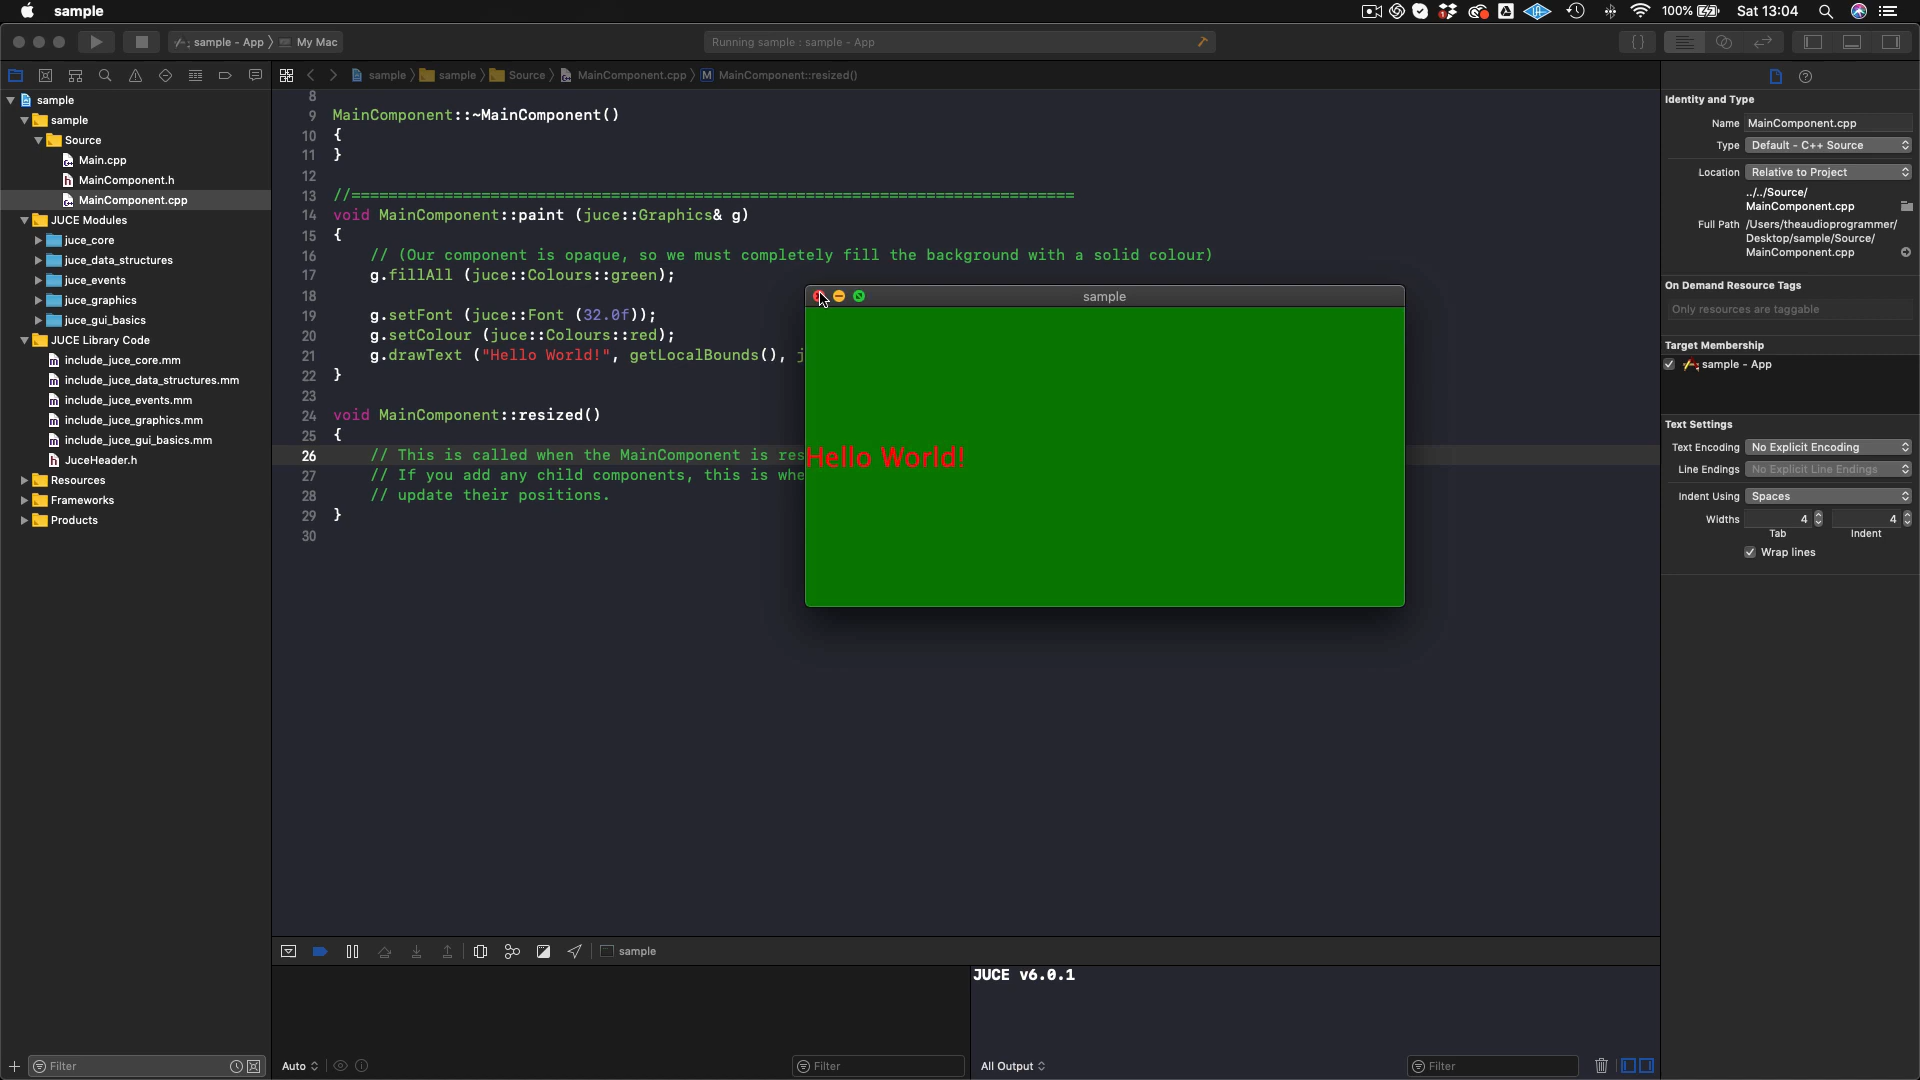 sample
100%
Sat 13:04
sample - App
My Mac
Running sample : sample - App
sample
sample
Source
MainComponent.cpp
M
MainComponent::resized()
sample
sample
Source
Main.cpp
MainComponent.h
MainComponent.cpp
JUCE Modules
juce_core
juce_data_structures
juce_events
juce_graphics
juce_gui_basics
JUCE Library Code
include_juce_core.mm
include_juce_data_structures.mm
include_juce_events.mm
include_juce_graphics.mm
include_juce_gui_basics.mm
JuceHeader.h
Resources
Frameworks
Products
Filter
8
9 MainComponent::~MainComponent()
10 {
11 }
12
13 //==============================================================================
14 void MainComponent::paint (juce::Graphics& g)
15 {
16 // (Our component is opaque, so we must completely fill the background with a solid colour)
17 g.fillAll (juce::Colours::green);
18
19 g.setFont (juce::Font (32.0f));
20 g.setColour (juce::Colours::red);
21 g.drawText ("Hello World!", getLocalBounds(), j
22 }
23
24 void MainComponent::resized()
25 {
26 // This is called when the MainComponent is res
27 // If you add any child components, this is whe
28 // update their positions.
29 }
30
sample
Hello World!
sample
JUCE v6.0.1
Auto
Filter
All Output
Filter
Identity and Type
Name MainComponent.cpp
Type Default - C++ Source
Location Relative to Project
../../Source/
MainComponent.cpp
Full Path /Users/theaudioprogrammer/
Desktop/sample/Source/
MainComponent.cpp
On Demand Resource Tags
Only resources are taggable
Target Membership
sample - App
Text Settings
Text Encoding No Explicit Encoding
Line Endings No Explicit Line Endings
Indent Using Spaces
Widths 4 4
Tab Indent
Wrap lines